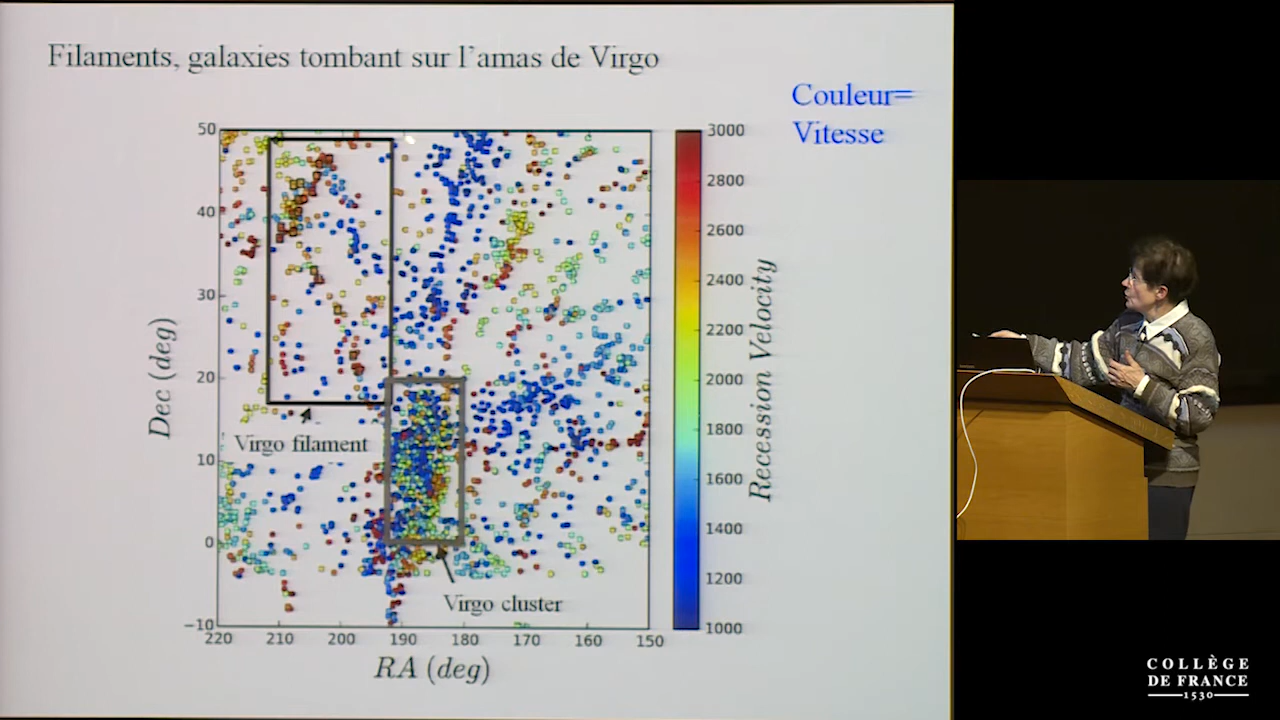 Filaments, galaxies tombant sur l'amas de Virgo
Couleur=
Vitesse
50
40
30
20
10
0
−10
Dec (deg)
220
210
200
190
180
170
160
150
RA (deg)
Virgo filament
Virgo cluster
3000
2800
2600
2400
2200
2000
1800
1600
1400
1200
1000
Recession Velocity
COLLÈGE
DE FRANCE
1530